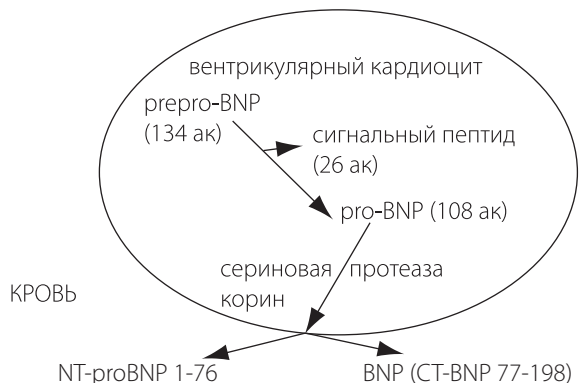 вентрикулярный кардиоцит
prepro-BNP
(134 ак)
сигнальный пептид
(26 ак)
pro-BNP (108 ак)
сериновая протеаза
корин
КРОВЬ
NT-proBNP 1-76
BNP (CT-BNP 77-198)